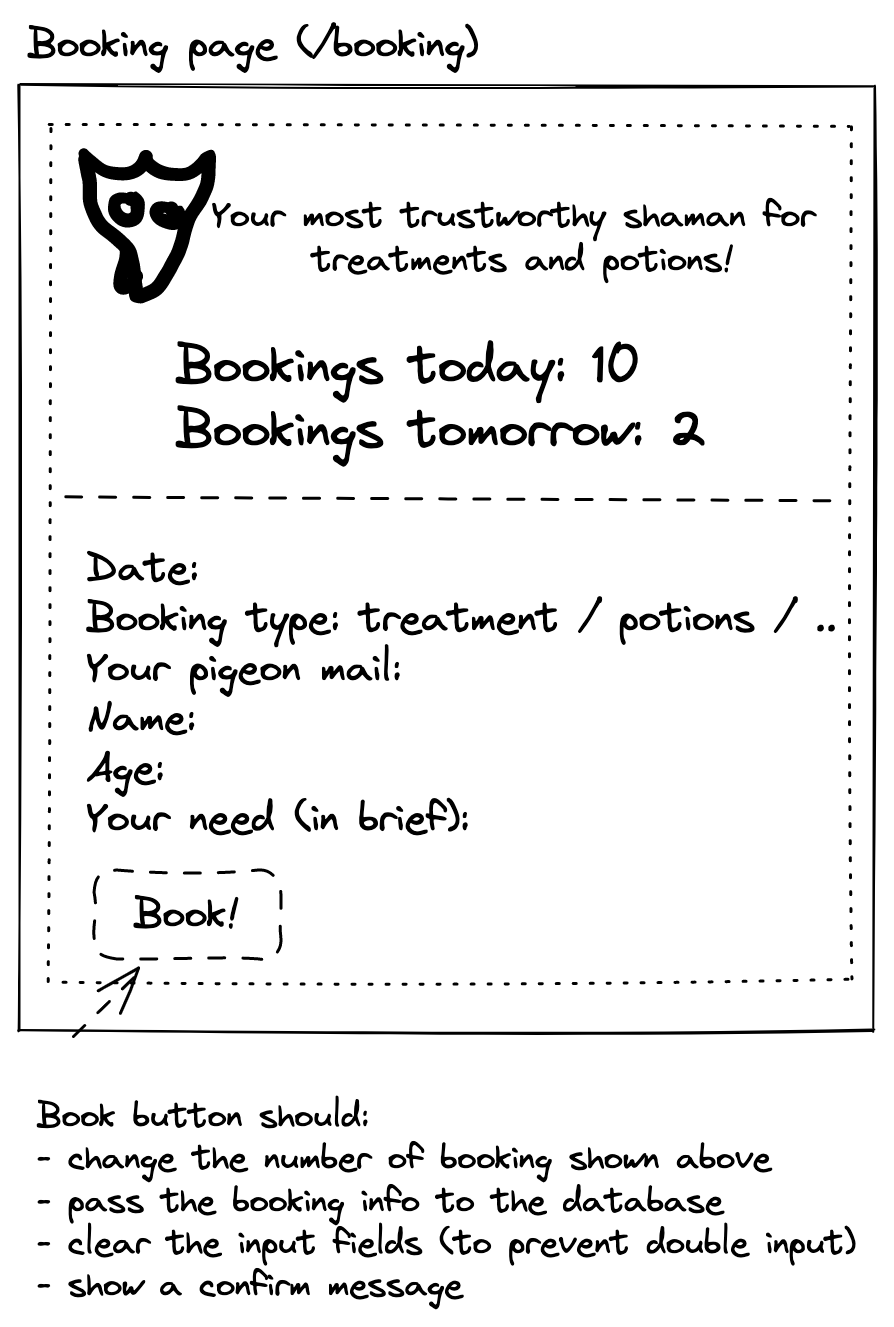 Booking page (/booking)
Your most trustworthy shaman for
treatments and potions!
Bookings today: 10
Bookings tomorrow: 2
Date:
Booking type: treatment / potions / ..
Your pigeon mail:
Name:
Age:
Your need (in brief):
Book!
Book button should:
- change the number of booking shown above
- pass the booking info to the database
- clear the input fields (to prevent double input)
- show a confirm message